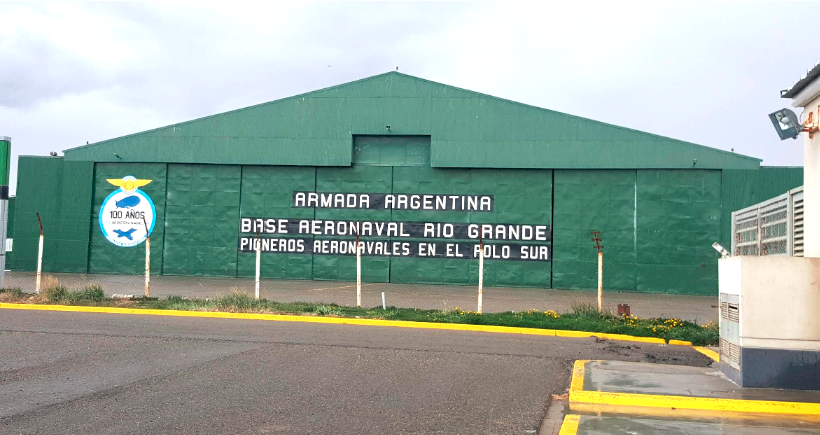 ARMADA ARGENTINA
BASE AERONAVAL RIO GRANDE
PIONEROS AERONAVALES EN EL POLO SUR
100 AÑOS